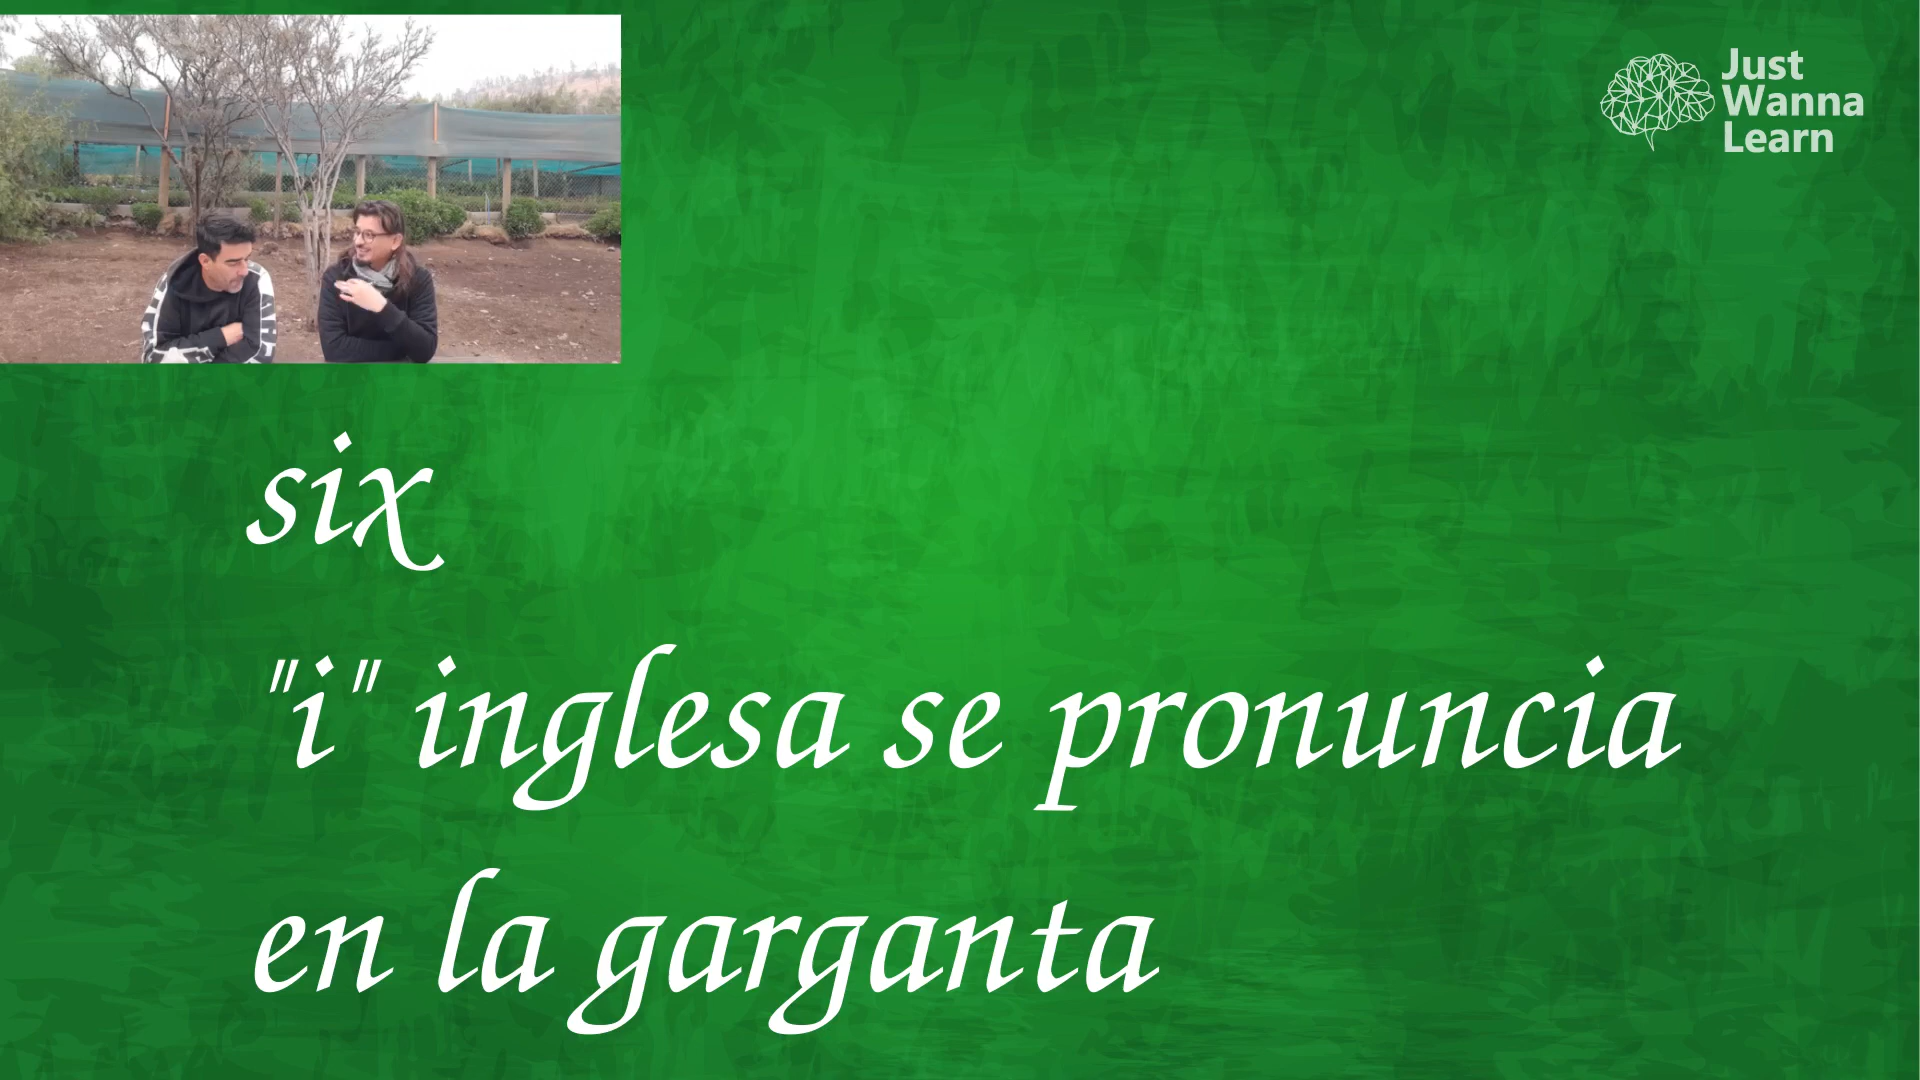 Just
Wanna
Learn
six
"i" inglesa se pronuncia
en la garganta